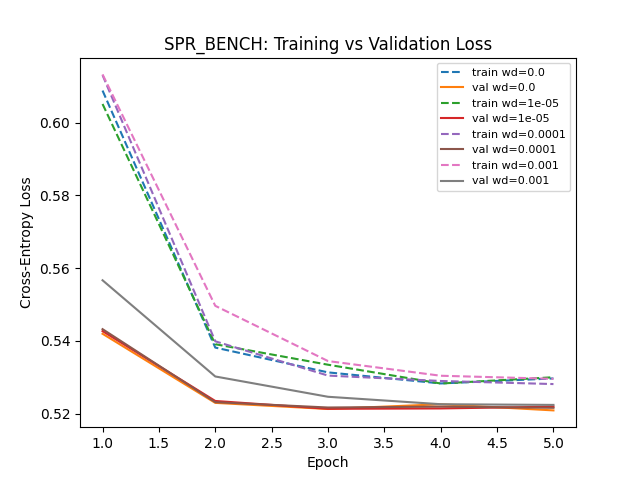 SPR_BENCH: Training vs Validation Loss
train wd=0.0
val wd=0.0
train wd=1e-05
val wd=1e-05
train wd=0.0001
val wd=0.0001
train wd=0.001
val wd=0.001
Cross-Entropy Loss
0.60
0.58
0.56
0.54
0.52
1.0 1.5 2.0 2.5 3.0 3.5 4.0 4.5 5.0
Epoch